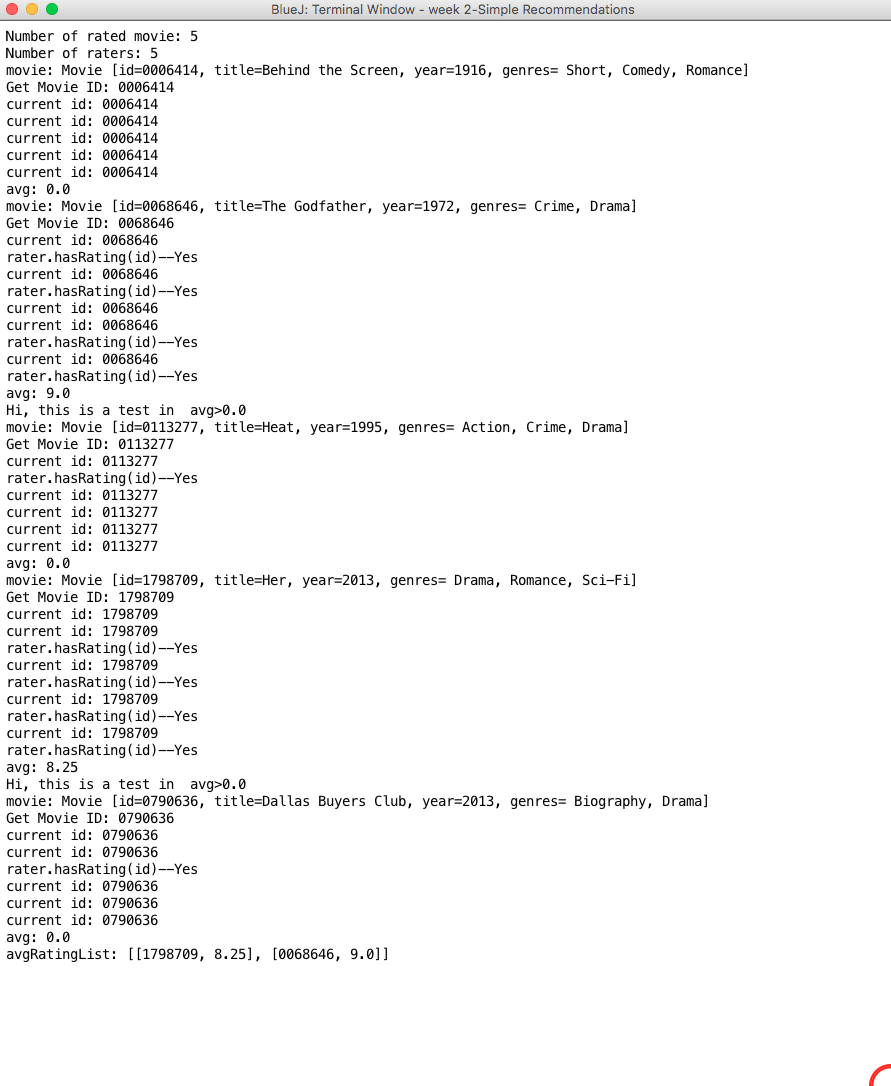 BlueJ: Terminal Window - week 2-Simple Recommendations
Number of rated movie: 5
Number of raters: 5
movie: Movie [id=0006414, title=Behind the Screen, year=1916, genres= Short, Comedy, Romance]
Get Movie ID: 0006414
current id: 0006414
current id: 0006414
current id: 0006414
current id: 0006414
current id: 0006414
avg: 0.0
movie: Movie [id=0068646, title=The Godfather, year=1972, genres= Crime, Drama]
Get Movie ID: 0068646
current id: 0068646
rater.hasRating(id)--Yes
current id: 0068646
rater.hasRating(id)--Yes
current id: 0068646
current id: 0068646
rater.hasRating(id)--Yes
current id: 0068646
rater.hasRating(id)--Yes
avg: 9.0
Hi, this is a test in  avg>0.0
movie: Movie [id=0113277, title=Heat, year=1995, genres= Action, Crime, Drama]
Get Movie ID: 0113277
current id: 0113277
rater.hasRating(id)--Yes
current id: 0113277
current id: 0113277
current id: 0113277
current id: 0113277
avg: 0.0
movie: Movie [id=1798709, title=Her, year=2013, genres= Drama, Romance, Sci-Fi]
Get Movie ID: 1798709
current id: 1798709
current id: 1798709
rater.hasRating(id)--Yes
current id: 1798709
rater.hasRating(id)--Yes
current id: 1798709
rater.hasRating(id)--Yes
current id: 1798709
rater.hasRating(id)--Yes
avg: 8.25
Hi, this is a test in  avg>0.0
movie: Movie [id=0790636, title=Dallas Buyers Club, year=2013, genres= Biography, Drama]
Get Movie ID: 0790636
current id: 0790636
current id: 0790636
rater.hasRating(id)--Yes
current id: 0790636
current id: 0790636
current id: 0790636
avg: 0.0
avgRatingList: [[1798709, 8.25], [0068646, 9.0]]